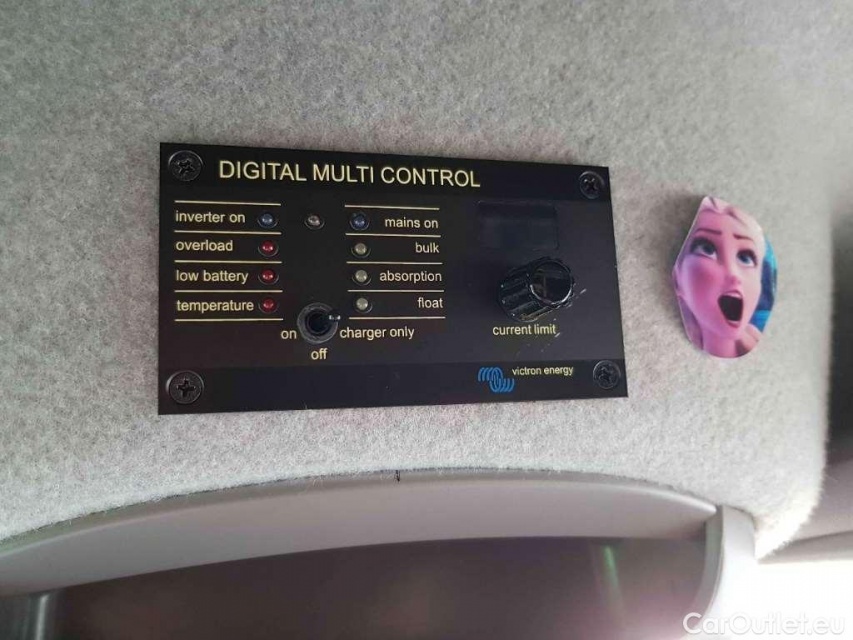 DIGITAL MULTI CONTROL
inverter on
mains on
overload
bulk
low battery
absorption
temperature
float
on
charger only
off
current limit
victron energy
CarOutlet.eu